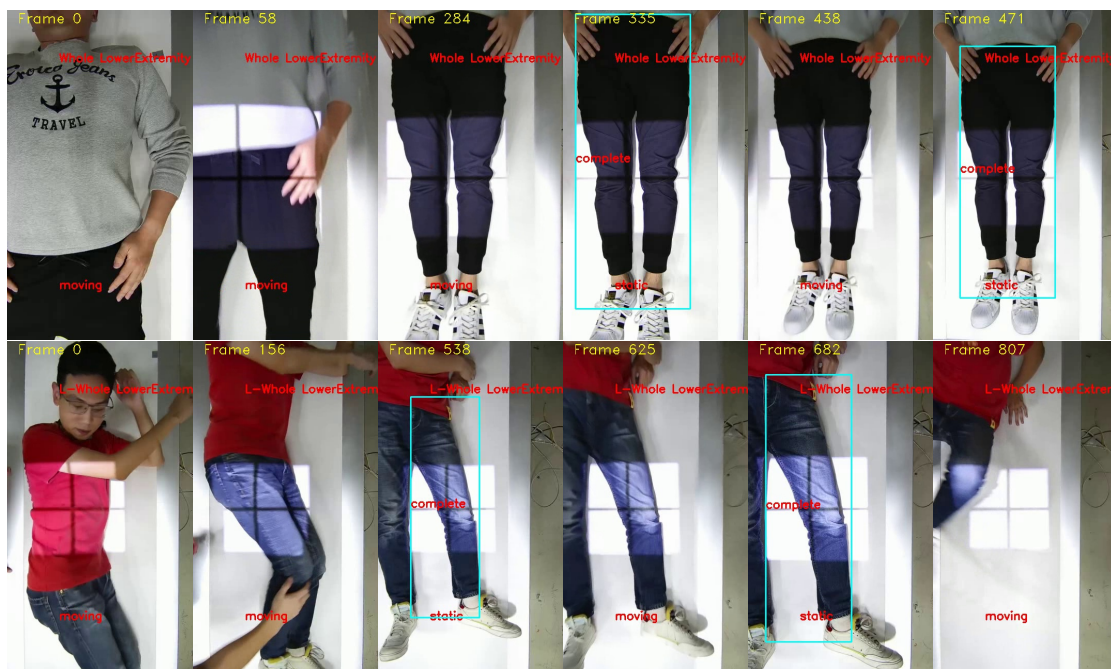 Frame 0
Whole LowerExtremity
Jeans
TRAVEL
moving
Frame 58
Whole LowerExtremity
moving
Frame 284
Whole LowerExtremity
moving
Frame 335
Whole LowerExtremity
complete
static
Frame 438
Whole LowerExtremity
moving
Frame 471
Whole LowerExtremity
complete
static
Frame 0
L-Whole LowerExtrem
moving
Frame 156
L-Whole LowerExtrem
moving
Frame 538
L-Whole LowerExtrem
complete
static
Frame 625
L-Whole LowerExtrem
moving
Frame 682
L-Whole LowerExtrem
complete
static
Frame 807
L-Whole LowerExtrem
moving